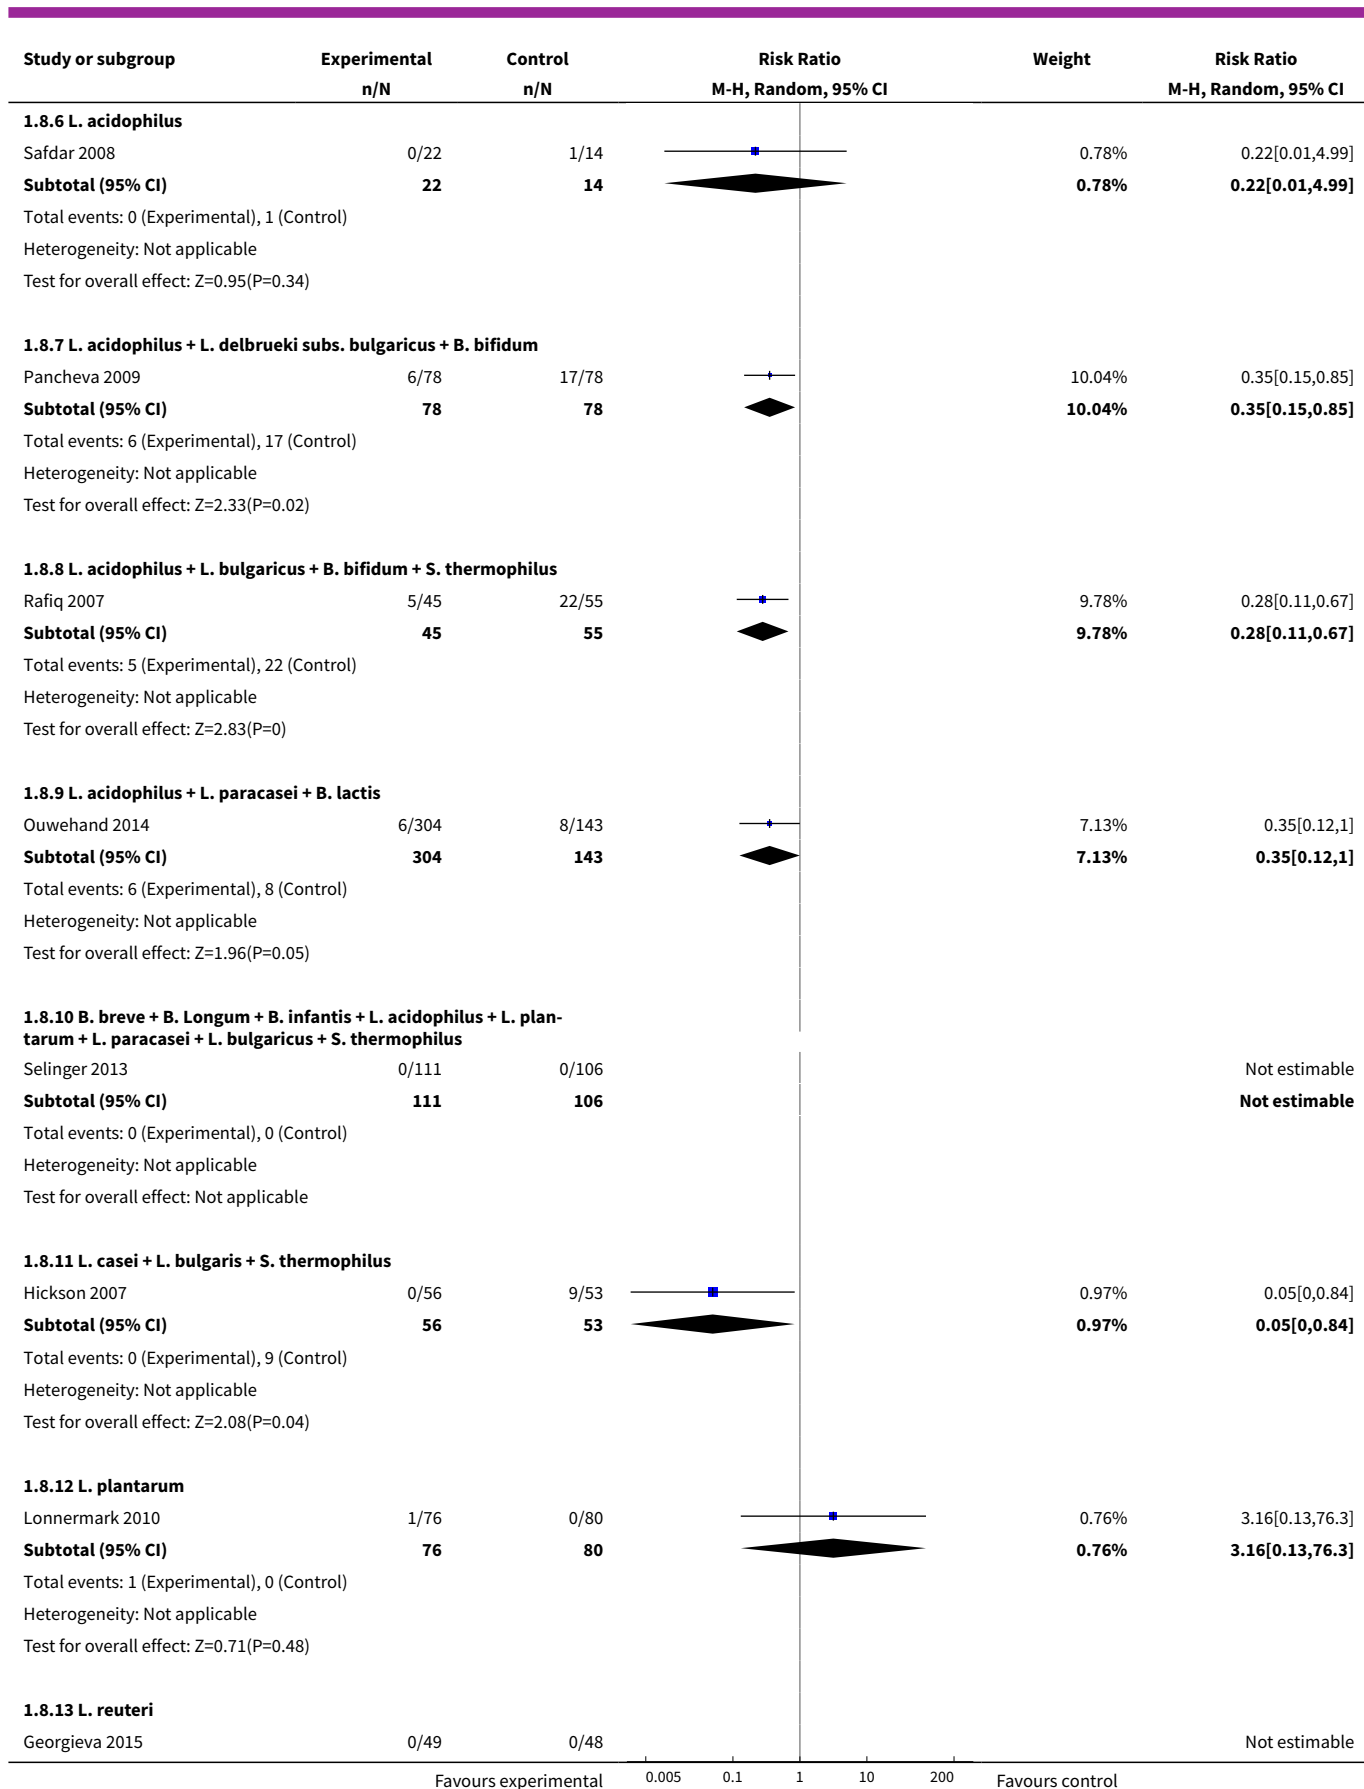 Study or subgroup Experimental Control Risk Ratio Weight Risk Ratio
n/N n/N M-H, Random, 95% CI M-H, Random, 95% CI
1.8.6 L. acidophilus
Safdar 2008 0/22 1/14 0.78% 0.22[0.01,4.99]
Subtotal (95% CI) 22 14 0.78% 0.22[0.01,4.99]
Total events: 0 (Experimental), 1 (Control)
Heterogeneity: Not applicable
Test for overall effect: Z=0.95(P=0.34)
1.8.7 L. acidophilus + L. delbrueki subs. bulgaricus + B. bifidum
Pancheva 2009 6/78 17/78 10.04% 0.35[0.15,0.85]
Subtotal (95% CI) 78 78 10.04% 0.35[0.15,0.85]
Total events: 6 (Experimental), 17 (Control)
Heterogeneity: Not applicable
Test for overall effect: Z=2.33(P=0.02)
1.8.8 L. acidophilus + L. bulgaricus + B. bifidum + S. thermophilus
Rafiq 2007 5/45 22/55 9.78% 0.28[0.11,0.67]
Subtotal (95% CI) 45 55 9.78% 0.28[0.11,0.67]
Total events: 5 (Experimental), 22 (Control)
Heterogeneity: Not applicable
Test for overall effect: Z=2.83(P=0)
1.8.9 L. acidophilus + L. paracasei + B. lactis
Ouwehand 2014 6/304 8/143 7.13% 0.35[0.12,1]
Subtotal (95% CI) 304 143 7.13% 0.35[0.12,1]
Total events: 6 (Experimental), 8 (Control)
Heterogeneity: Not applicable
Test for overall effect: Z=1.96(P=0.05)
1.8.10 B. breve + B. Longum + B. infantis + L. acidophilus + L. plan-
tarum + L. paracasei + L. bulgaricus + S. thermophilus
Selinger 2013 0/111 0/106 Not estimable
Subtotal (95% CI) 111 106 Not estimable
Total events: 0 (Experimental), 0 (Control)
Heterogeneity: Not applicable
Test for overall effect: Not applicable
1.8.11 L. casei + L. bulgaris + S. thermophilus
Hickson 2007 0/56 9/53 0.97% 0.05[0,0.84]
Subtotal (95% CI) 56 53 0.97% 0.05[0,0.84]
Total events: 0 (Experimental), 9 (Control)
Heterogeneity: Not applicable
Test for overall effect: Z=2.08(P=0.04)
1.8.12 L. plantarum
Lonnermark 2010 1/76 0/80 0.76% 3.16[0.13,76.3]
Subtotal (95% CI) 76 80 0.76% 3.16[0.13,76.3]
Total events: 1 (Experimental), 0 (Control)
Heterogeneity: Not applicable
Test for overall effect: Z=0.71(P=0.48)
1.8.13 L. reuteri
Georgieva 2015 0/49 0/48 Not estimable
Favours experimental 0.005 0.1 1 10 200 Favours control